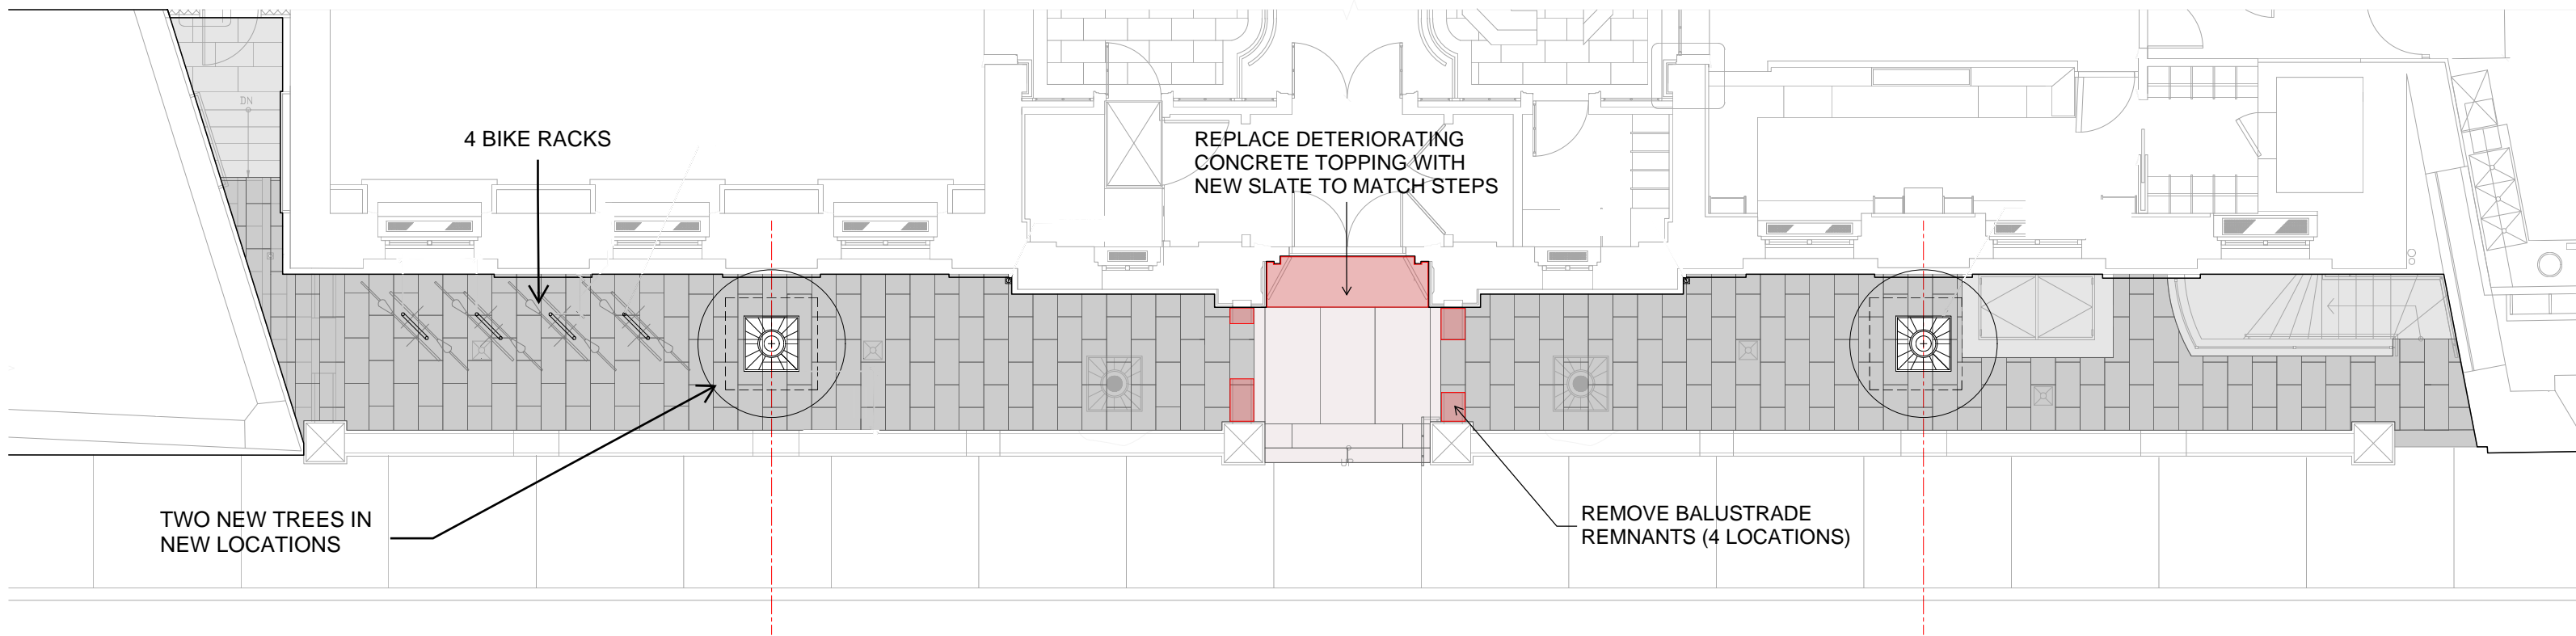 DN
4 BIKE RACKS
REPLACE DETERIORATING
CONCRETE TOPPING WITH
NEW SLATE TO MATCH STEPS
UP
TWO NEW TREES IN
NEW LOCATIONS
REMOVE BALUSTRADE
REMNANTS (4 LOCATIONS)